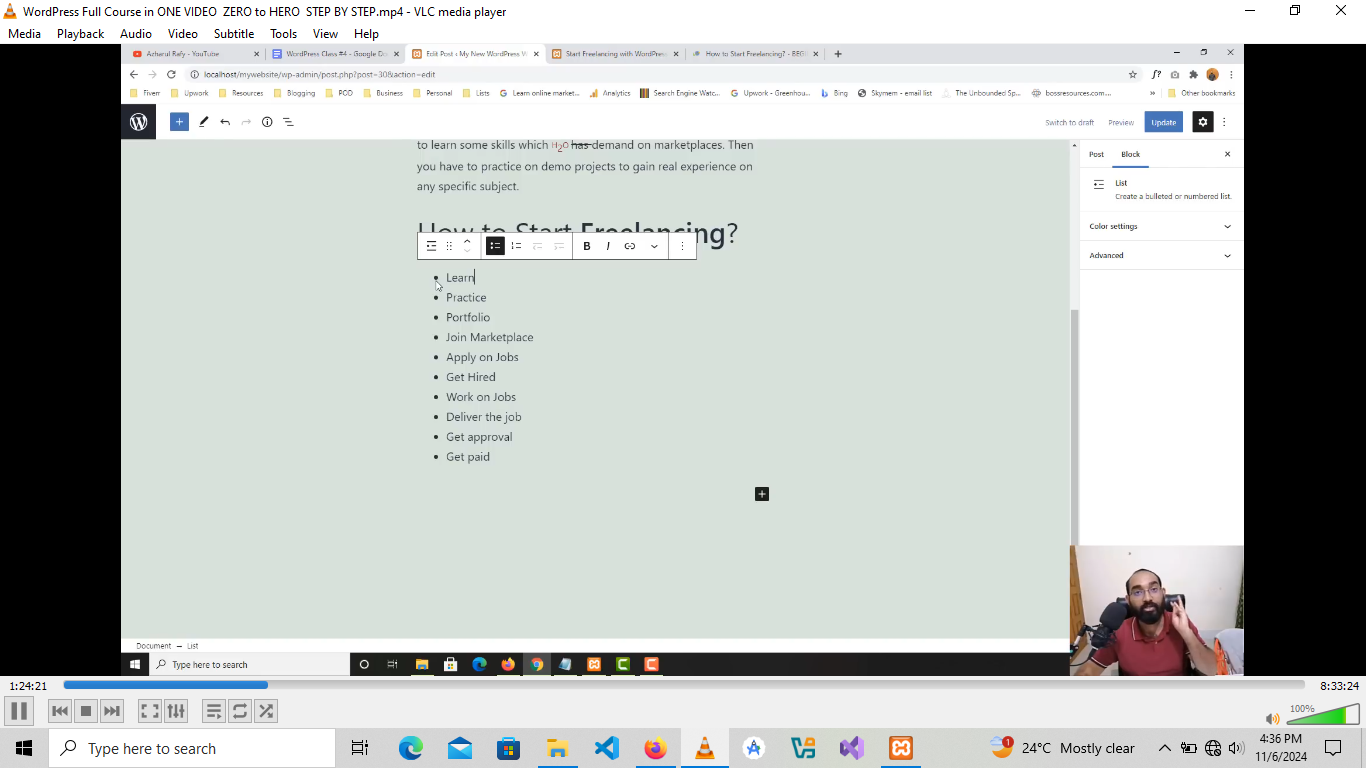 WordPress Full Course in ONE VIDEO ZERO to HERO STEP BY STEP.mp4 - VLC media player
Media Playback Audio Video Subtitle Tools Help
Azharul Rafy - YouTube
WordPress Class #4 - Google Do
Edit Post ‹ My New WordPress W
Start Freelancing with WordPress
How to Start Freelancing? - BEG
localhost/mywebsite/wp-admin/post.php?post=30&action=edit
Fiverr Upwork Resources Blogging POD Business Personal Lists Learn online market... Analytics Search Engine Watc... Upwork - Greenhou... Bing Skymem - email list The Unbounded Sp... bossresources.com... » Other bookmarks
Switch to draft Preview Update
to learn some skills which H2O has demand on marketplaces. Then
you have to practice on demo projects to gain real experience on
any specific subject.
How to Start Freelancing?
B I
• Learn
• Practice
• Portfolio
• Join Marketplace
• Apply on Jobs
• Get Hired
• Work on Jobs
• Deliver the job
• Get approval
• Get paid
Post Block
List
Create a bulleted or numbered list.
Color settings
Advanced
Document → List
Type here to search
1:24:21 8:33:24
100%
Type here to search
1
24°C Mostly clear
4:36 PM
11/6/2024